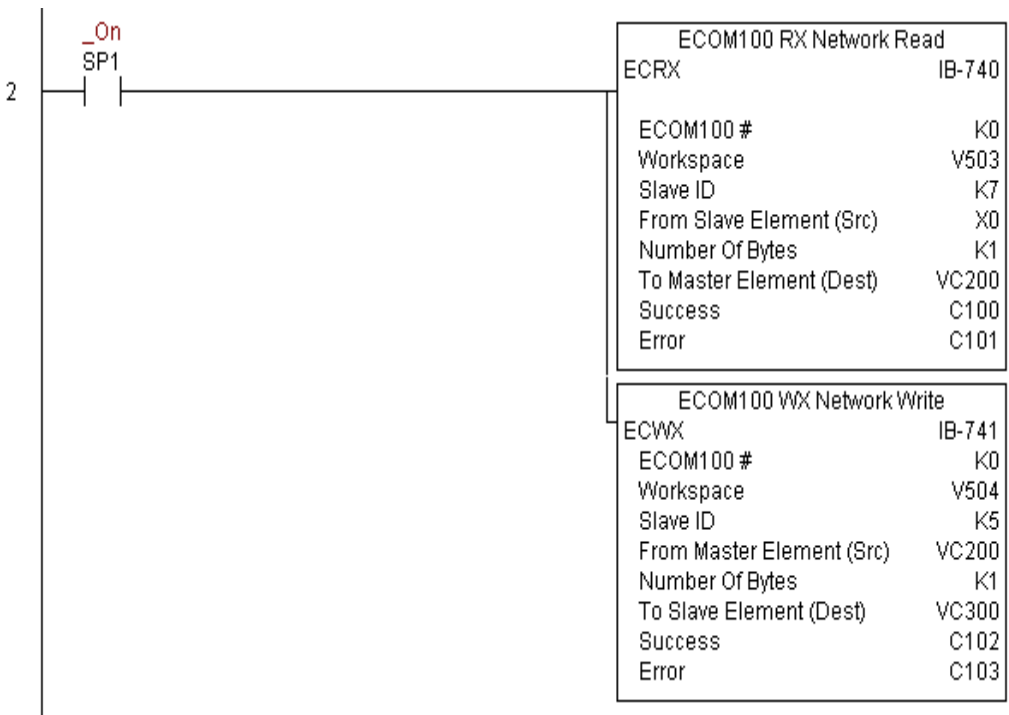 _On
SP1
2
ECOM100 RX Network Read
ECRX IB-740
ECOM100 # K0
Workspace V503
Slave ID K7
From Slave Element (Src) X0
Number Of Bytes K1
To Master Element (Dest) VC200
Success C100
Error C101
ECOM100 WX Network Write
ECWX IB-741
ECOM100 # K0
Workspace V504
Slave ID K5
From Master Element (Src) VC200
Number Of Bytes K1
To Slave Element (Dest) VC300
Success C102
Error C103